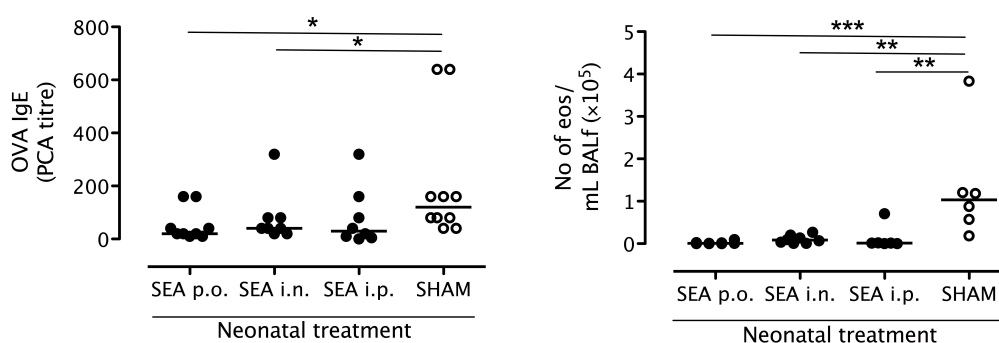 OVA IgE
(PCA titre)
800
600
400
200
0
*
*
SEA p.o. SEA i.n. SEA i.p. SHAM
Neonatal treatment
No of eos/
mL BALf (×10⁵)
5
4
3
2
1
0
***
**
**
SEA p.o. SEA i.n. SEA i.p. SHAM
Neonatal treatment